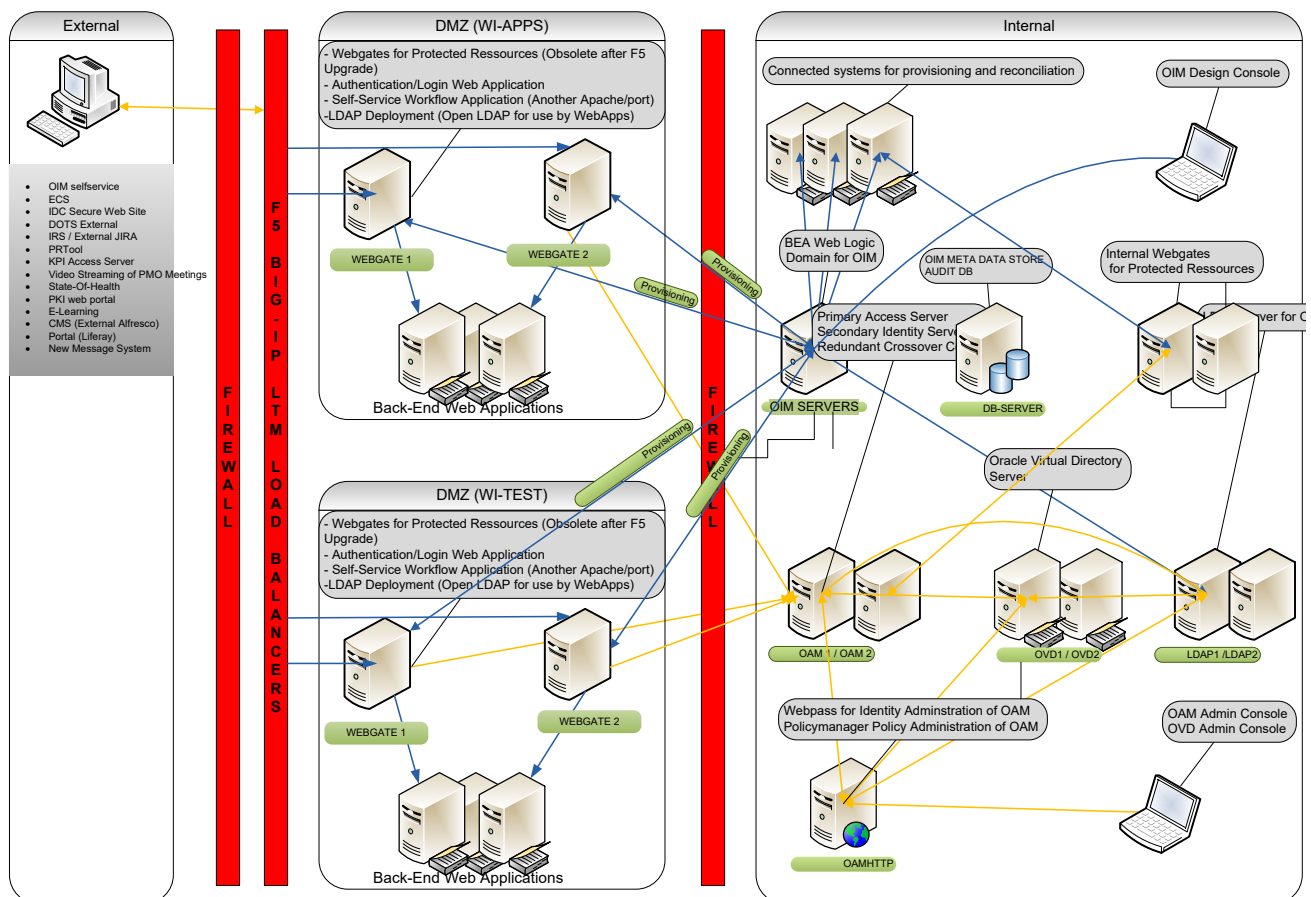 External
OIM selfservice
ECS
IDC Secure Web Site
DOTS External
IRS / External JIRA
PRTool
KPI Access Server
Video Streaming of PMO Meetings
State-Of-Health
PKI web portal
E-Learning
CMS (External Alfresco)
Portal (Liferay)
New Message System
FIREWALL
F5 BIG-IP LTM LOAD BALANCERS
DMZ (WI-APPS)
- Webgates for Protected Ressources (Obsolete after F5
Upgrade)
- Authentication/Login Web Application
- Self-Service Workflow Application (Another Apache/port)
-LDAP Deployment (Open LDAP for use by WebApps)
WEBGATE 1
WEBGATE 2
Back-End Web Applications
DMZ (WI-TEST)
- Webgates for Protected Ressources (Obsolete after F5
Upgrade)
- Authentication/Login Web Application
- Self-Service Workflow Application (Another Apache/port)
-LDAP Deployment (Open LDAP for use by WebApps)
WEBGATE 1
WEBGATE 2
Back-End Web Applications
FIREWALL
Provisioning
Provisioning
Provisioning
Provisioning
Internal
Connected systems for provisioning and reconciliation
OIM Design Console
BEA Web Logic
Domain for OIM
OIM META DATA STORE
AUDIT DB
Internal Webgates
for Protected Ressources
Primary Access Server
Secondary Identity Serve
Redundant Crossover C
for O
OIM SERVERS
DB-SERVER
Oracle Virtual Directory
Server
OAM 1 / OAM 2
OVD1 / OVD2
LDAP1 /LDAP2
Webpass for Identity Adminstration of OAM
Policymanager Policy Administration of OAM
OAM Admin Console
OVD Admin Console
OAMHTTP